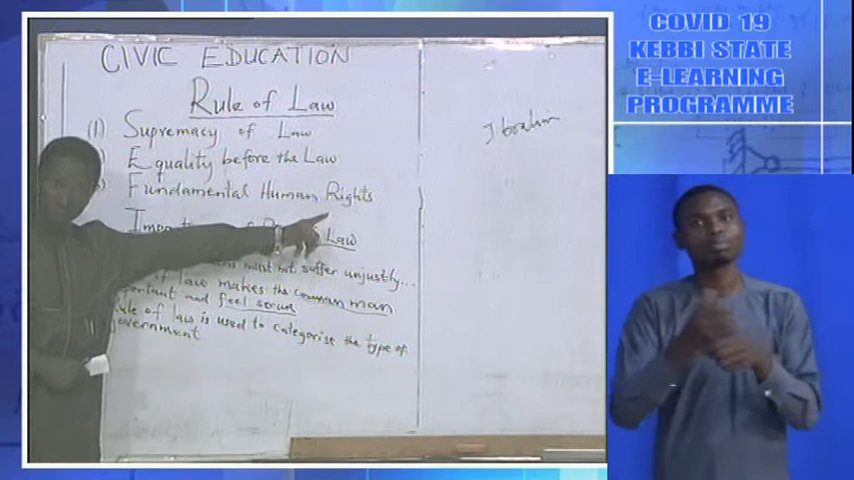 CIVIC EDUCATION
Rule of Law
(1) Supremacy of Law
) Equality before the Law
) Fundamental Human Rights
Law
must not suffer unjustly...
of law makes the common man
and feel secure
Rule of law is used to categorise the type of
government
COVID 19
KEBBI STATE
E-LEARNING
PROGRAMME